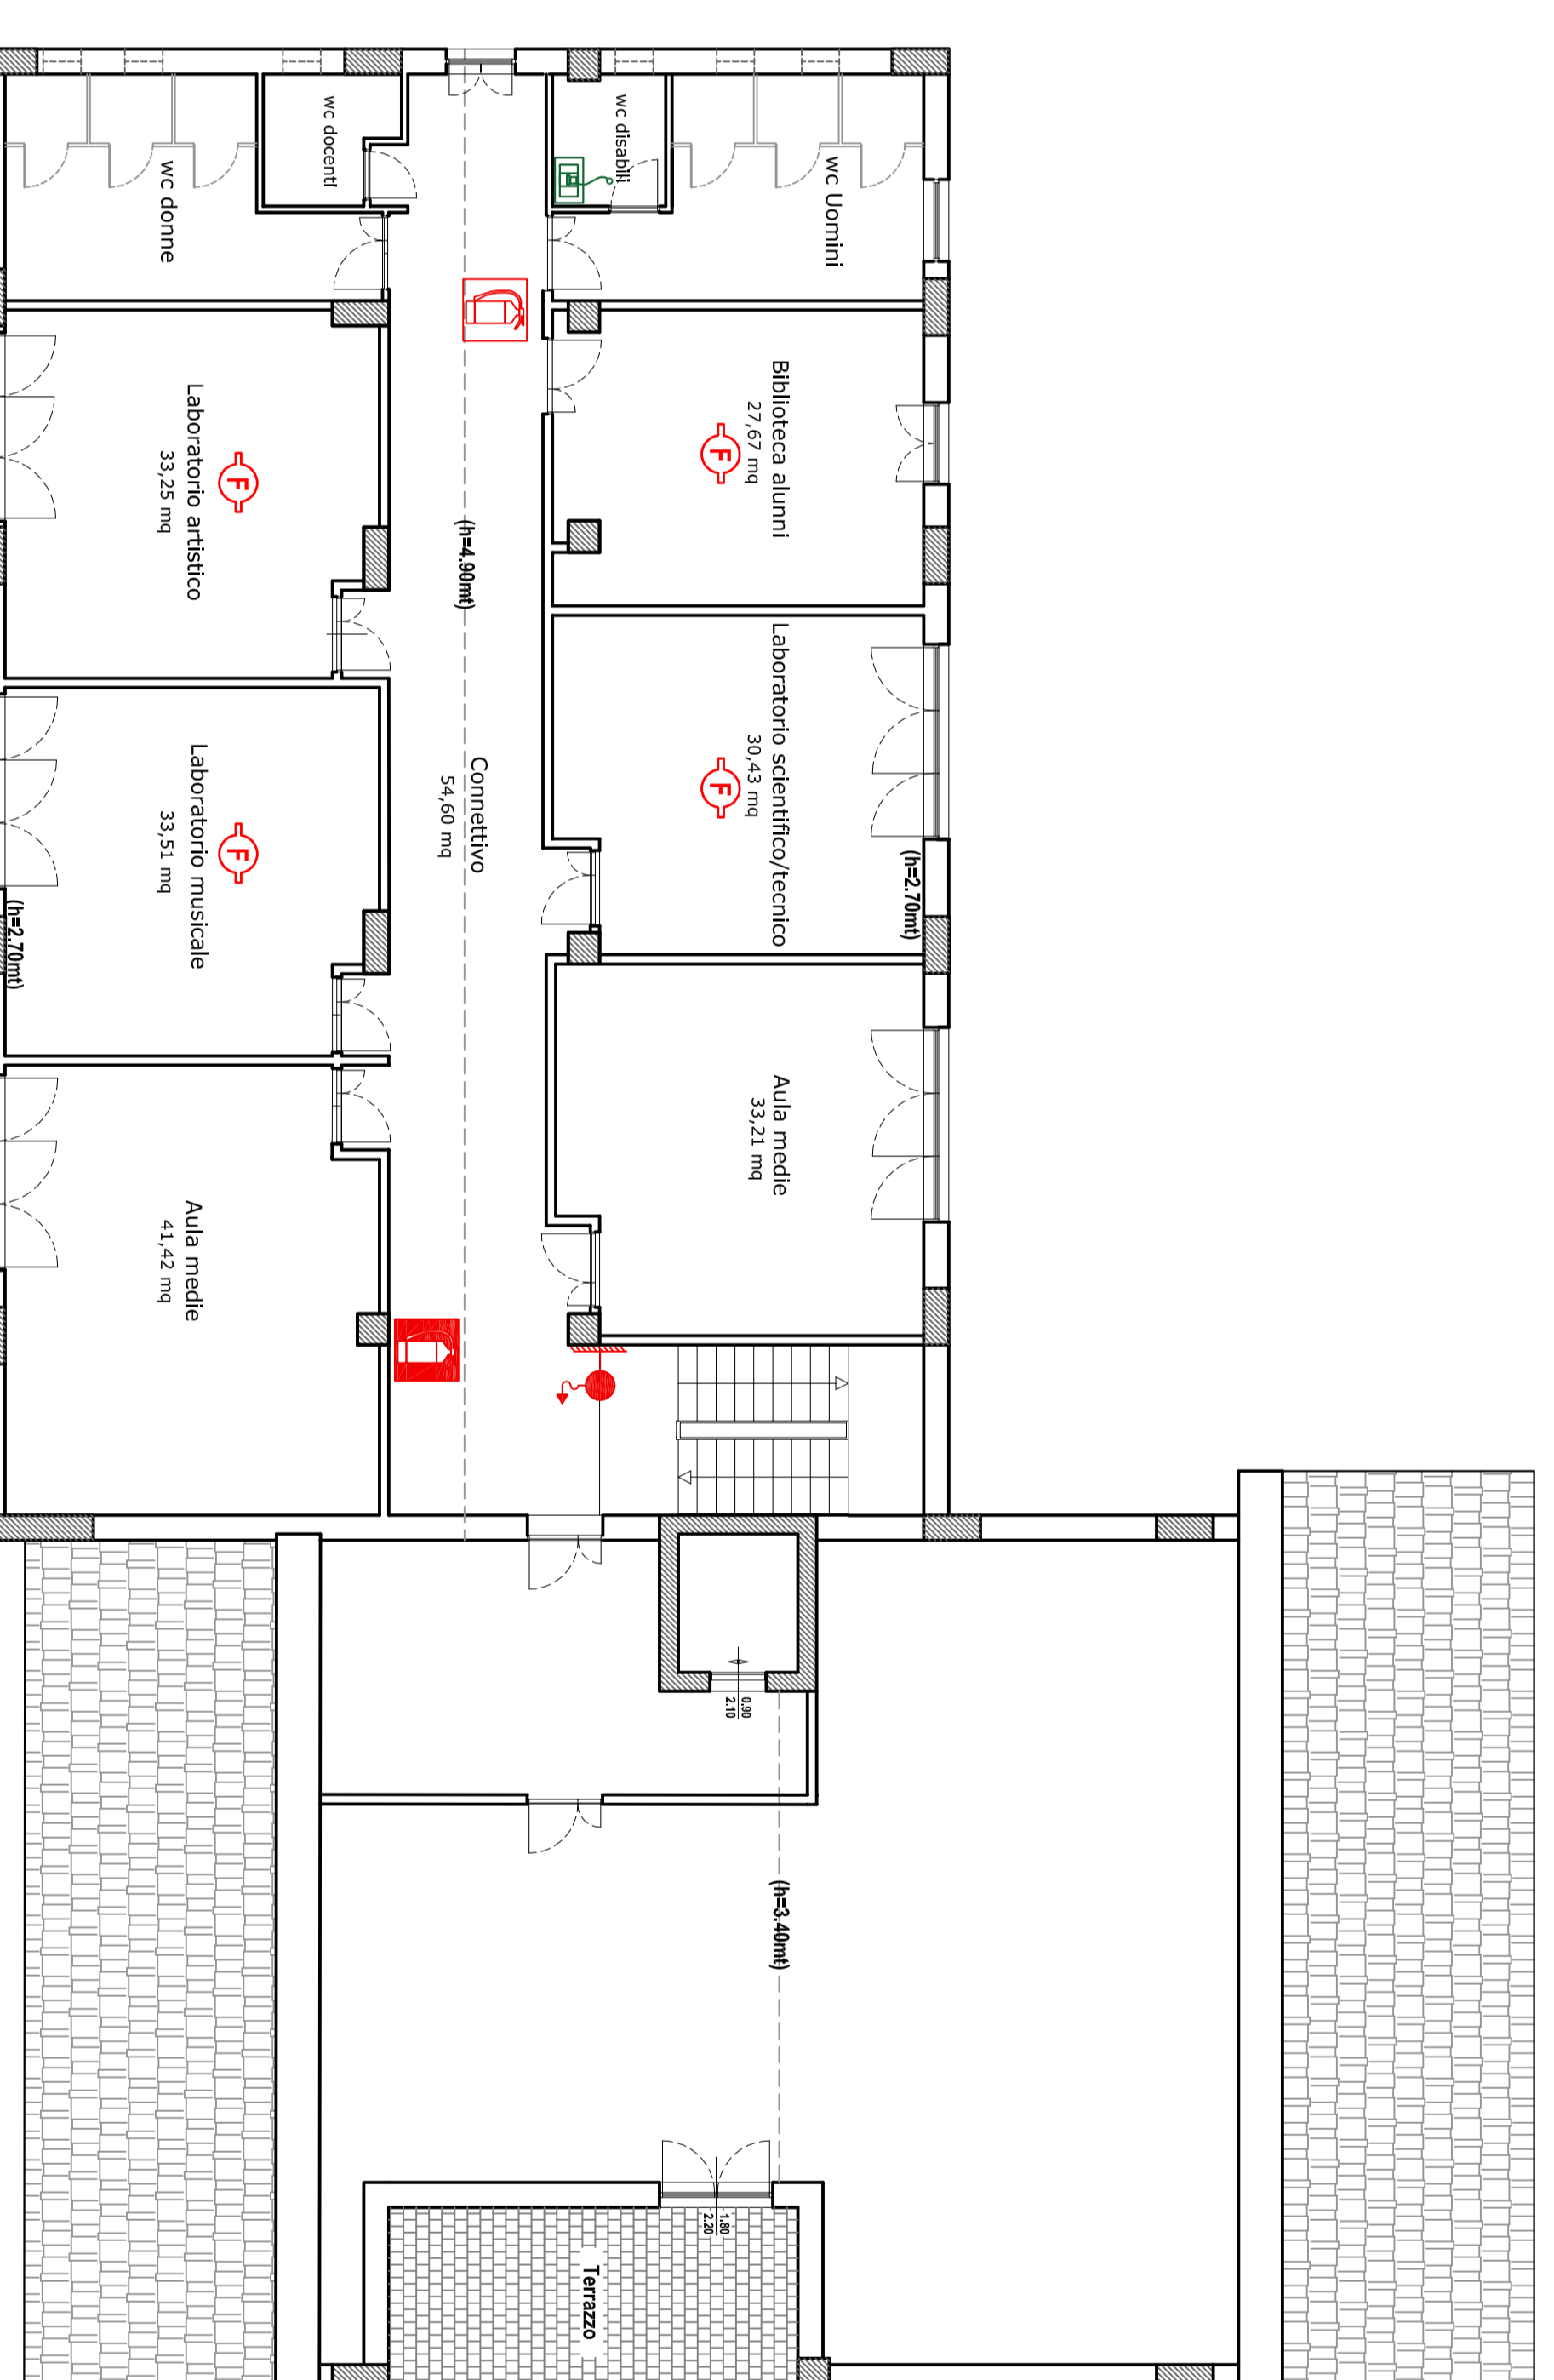 wc donne
wc docenti
wc disabili
wc Uomini
Laboratorio artistico
33,25 mq
F
Biblioteca alunni
27,67 mq
F
(h=4.90mt)
Laboratorio musicale
33,51 mq
F
(h=2.70mt)
Connettivo
54,60 mq
Laboratorio scientifico/tecnico
30,43 mq
F
(h=2.70mt)
Aula medie
41,42 mq
Aula medie
33,21 mq
0.90
2.10
(h=3.40mt)
1.80
2.20
Terrazzo